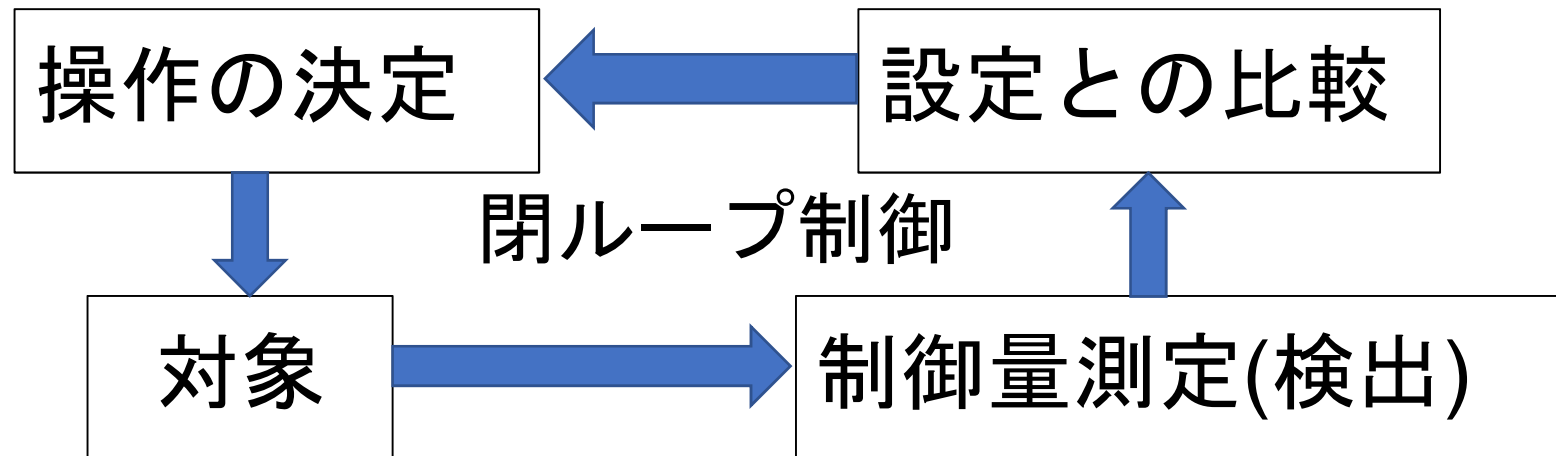 操作の決定
設定との比較
閉ループ制御
対象
制御量測定(検出)